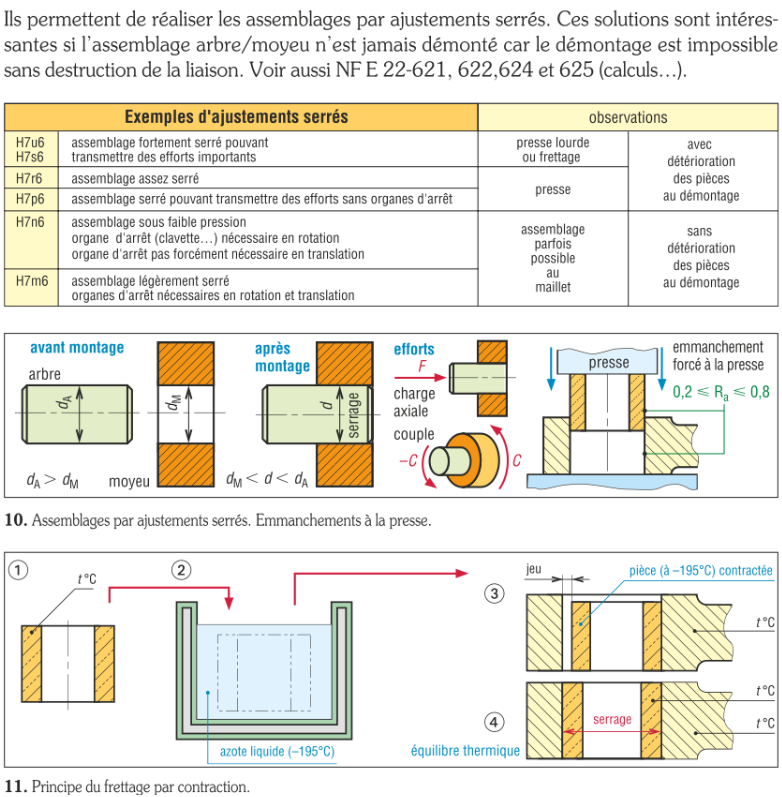 Ils permettent de réaliser les assemblages par ajustements serrés. Ces solutions sont intéres-
santes si l'assemblage arbre/moyeu n'est jamais démonté car le démontage est impossible
sans destruction de la liaison. Voir aussi NF E 22-621, 622,624 et 625 (calculs…).
Exemples d'ajustements serrés
observations
H7u6
H7s6
assemblage fortement serré pouvant
transmettre des efforts importants
presse lourde
ou frettage
avec
détérioration
des pièces
au démontage
H7r6
assemblage assez serré
presse
H7p6
assemblage serré pouvant transmettre des efforts sans organes d'arrêt
H7n6
assemblage sous faible pression
organe d'arrêt (clavette…) nécessaire en rotation
organe d'arrêt pas forcément nécessaire en translation
assemblage
parfois
possible
au
maillet
sans
détérioration
des pièces
au démontage
H7m6
assemblage légèrement serré
organes d'arrêt nécessaires en rotation et translation
avant montage
arbre
dA
dM
dA > dM
moyeu
après
montage
d
serrage
dM < d < dA
efforts
F
charge
axiale
couple
–C
C
presse
emmanchement
forcé à la presse
0,2 ⩽ Ra ⩽ 0,8
10. Assemblages par ajustements serrés. Emmanchements à la presse.
1
t°C
2
azote liquide (–195°C)
3
jeu
pièce (à –195°C) contractée
t°C
4
équilibre thermique
serrage
t°C
t°C
11. Principe du frettage par contraction.